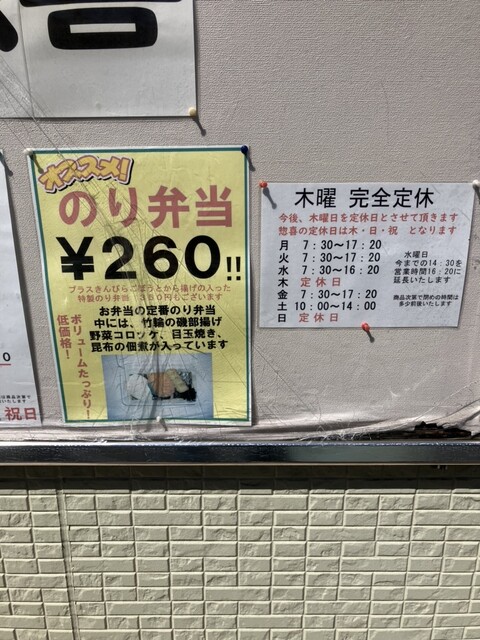 オススメ!
のり弁当
￥260!!
プラスきんぴらごぼうとから揚げの入った
特製のり弁当 350円もございます
お弁当の定番のり弁当
中には、竹輪の磯部揚げ
野菜コロッケ、目玉焼き、
昆布の佃煮が入っています
ボリュームたっぷり!
低価格!
木曜 完全定休
今後、木曜日を定休日とさせて頂きます
惣喜の定休日は木・日・祝 となります
月 7:30〜17:20
火 7:30〜17:20
水 7:30〜16:20
木 定休日
金 7:30〜17:20
土 10:00〜14:00
日 定休日
水曜日
今までの14:30を
営業時間16:20に
延長いたします
商品次第で閉めの時間は
多少前後いたします
祝日